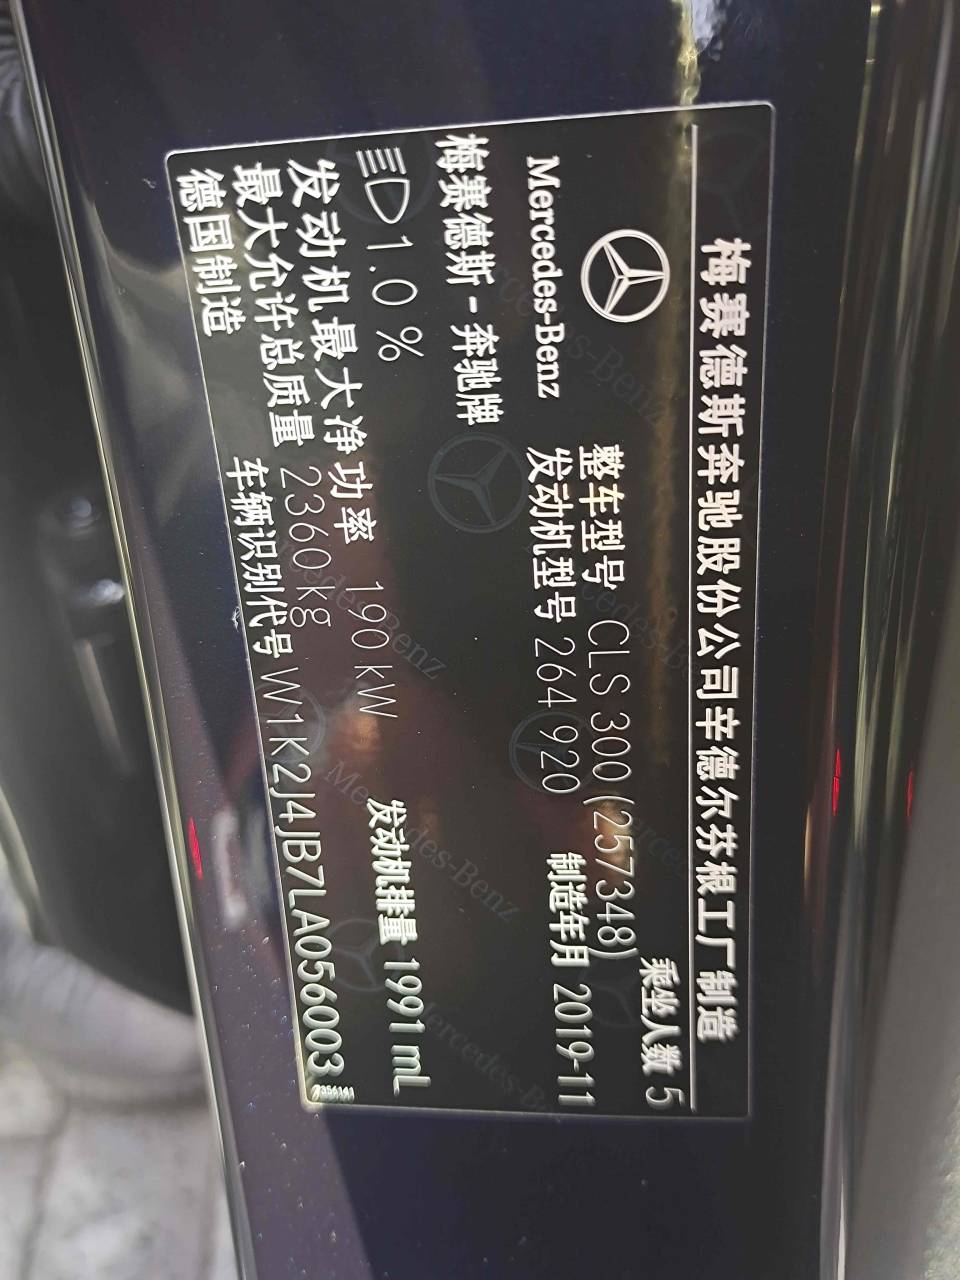 梅赛德斯奔驰股份公司辛德尔芬根工厂制造
Mercedes-Benz
乘坐人数 5
整车型号 CLS 300 (257348)
梅赛德斯-奔驰牌
发动机型号 264 920
制造年月 2019-11
1.0 %
发动机排量 1991 mL
发动机最大净功率 190 kW
最大允许总质量 2360 kg
德国制造
车辆识别代号 W1K2J4JB7LA056003